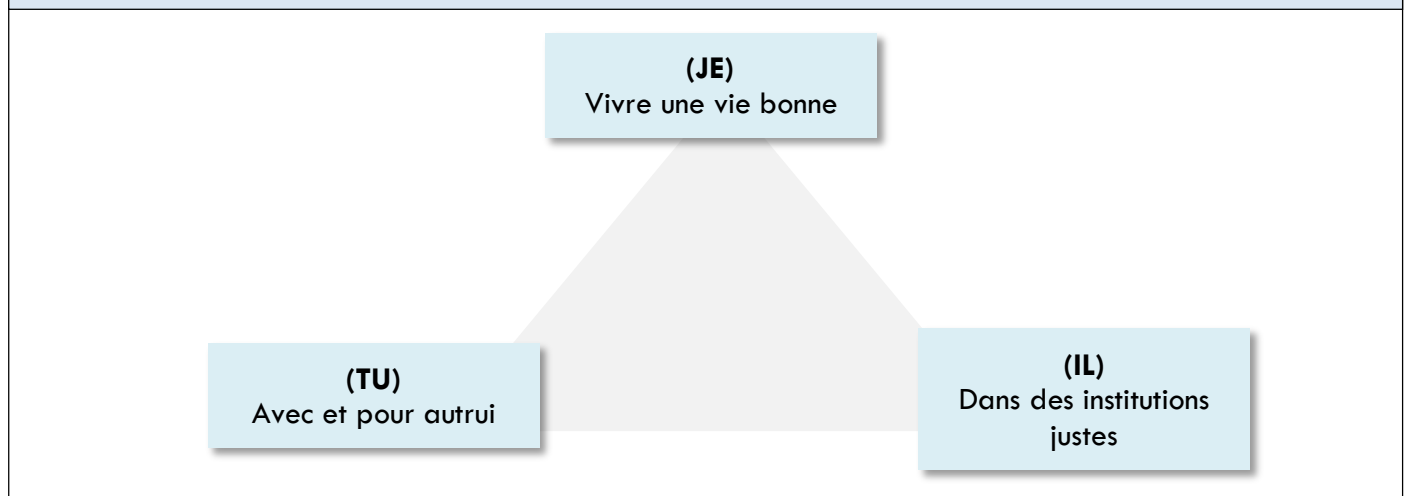 (JE)
Vivre une vie bonne
(TU)
Avec et pour autrui
(IL)
Dans des institutions
justes